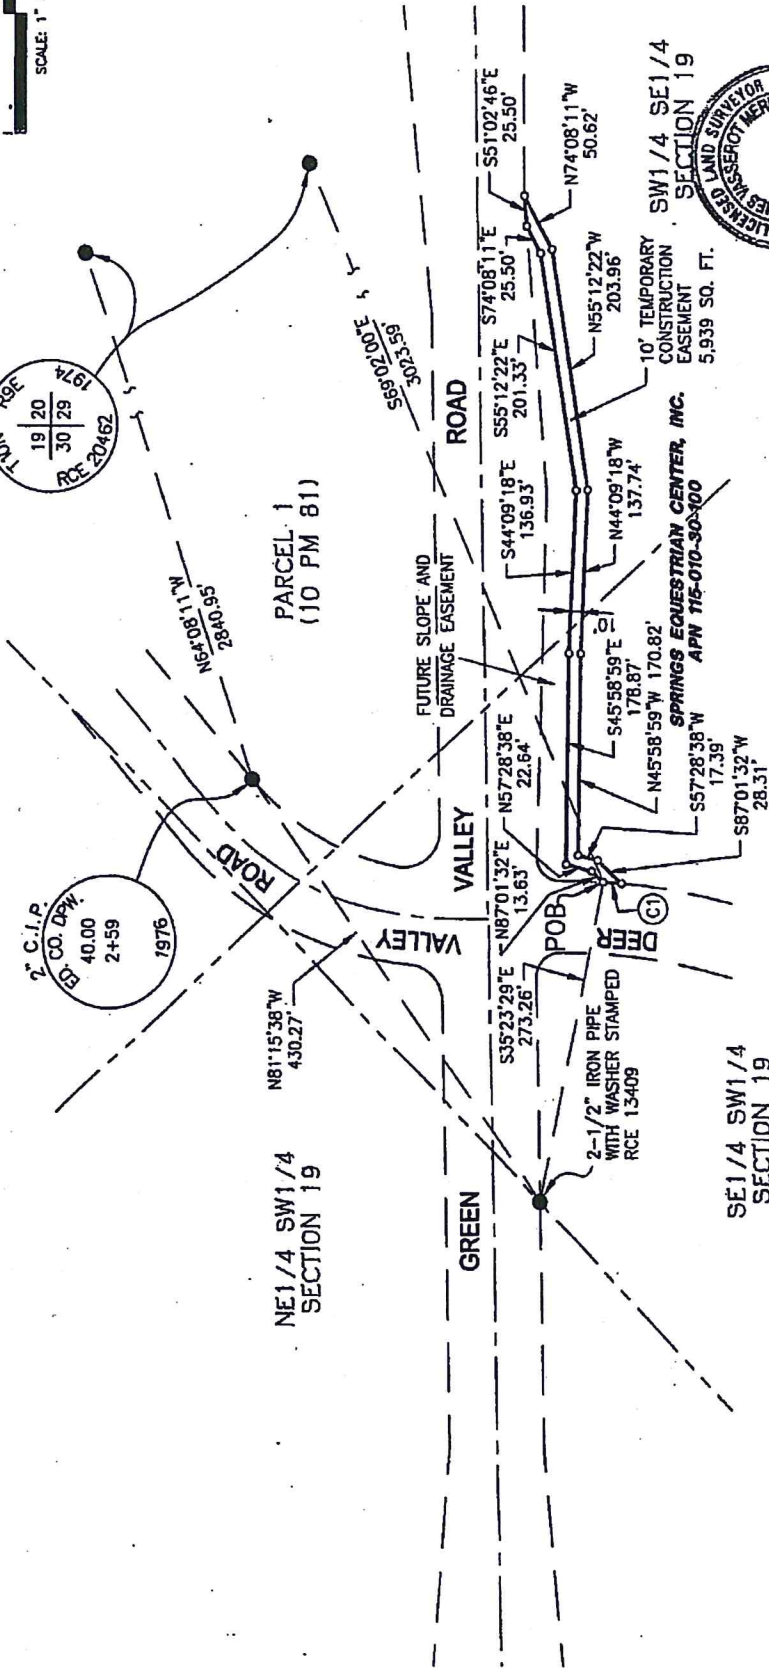 SCALE: 1"
R9E
19 20
30 29
1974
RCE 20462
2" C.I.P.
ED. CO. DPW.
40.00
2+59
1976
N64°08'11"W
2840.95'
S69°02'00"E
3023.59'
PARCEL 1
(10 PM 81)
N81°15'38"W
430.27'
NE1/4 SW1/4
SECTION 19
ROAD
VALLEY
DEER
GREEN
VALLEY
ROAD
FUTURE SLOPE AND
DRAINAGE EASEMENT
S51°02'46"E
25.50'
S74°08'11"E
25.50'
S55°12'22"E
201.33'
S44°09'18"E
136.93'
N57°28'38"E
22.64'
N87°01'32"E
13.63'
S35°23'29"E
273.26'
POB
C1
2-1/2" IRON PIPE
WITH WASHER STAMPED
RCE 13409
N74°08'11"W
50.62'
N55°12'22"W
203.96'
10' TEMPORARY
CONSTRUCTION
EASEMENT
5,939 SQ. FT.
N44°09'18"W
137.74'
10'
S45°58'59"E
178.87'
N45°58'59"W 170.82'
S57°28'38"W
17.39'
S87°01'32"W
28.31'
SPRINGS EQUESTRIAN CENTER, INC.
APN 115-010-30-100
SW1/4 SE1/4
SECTION 19
LICENSED LAND SURVEYOR
SE1/4 SW1/4
SECTION 19